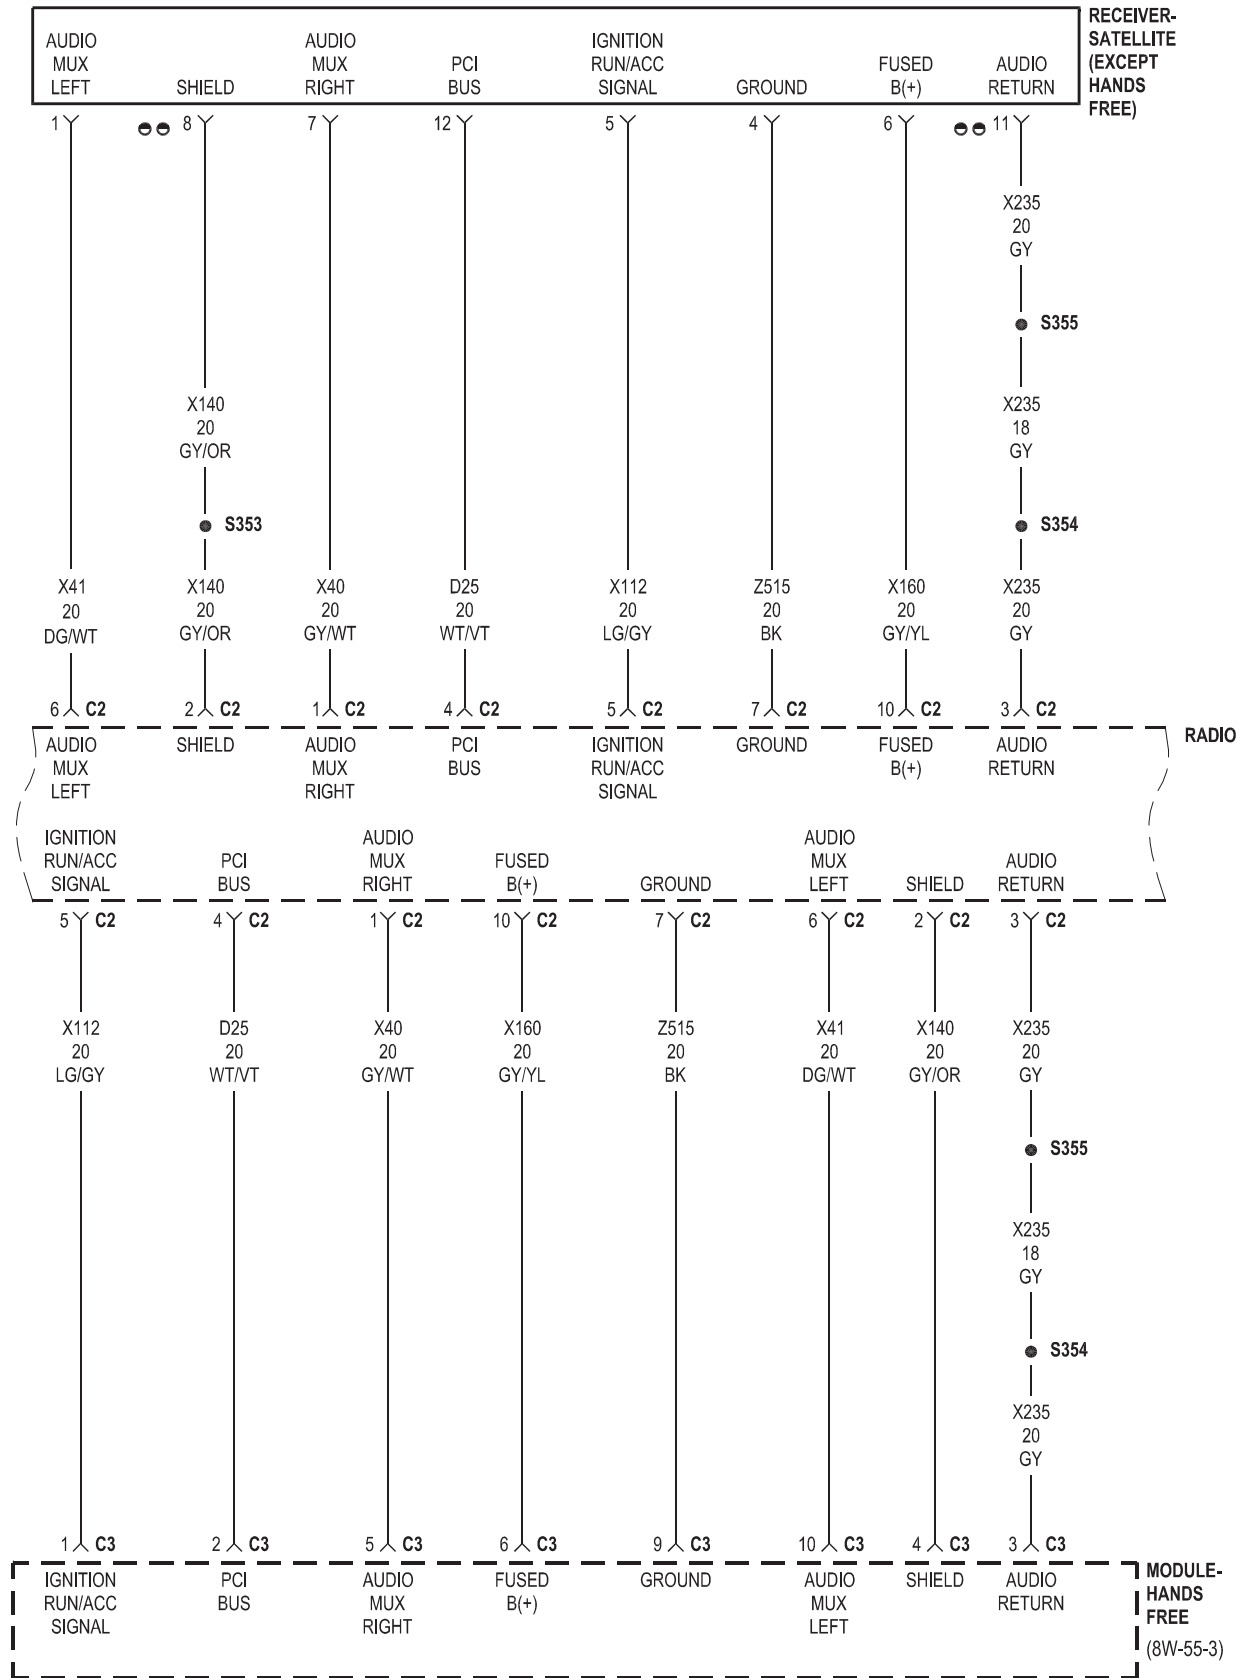 RECEIVER-
SATELLITE
(EXCEPT
HANDS
FREE)
AUDIO
MUX
LEFT
SHIELD
AUDIO
MUX
RIGHT
PCI
BUS
IGNITION
RUN/ACC
SIGNAL
GROUND
FUSED
B(+)
AUDIO
RETURN
1 8 7 12 5 4 6 11
X235
20
GY
S355
X140
20
GY/OR
X235
18
GY
S353
S354
X41
20
DG/WT
X140
20
GY/OR
X40
20
GY/WT
D25
20
WT/VT
X112
20
LG/GY
Z515
20
BK
X160
20
GY/YL
X235
20
GY
6 C2 2 C2 1 C2 4 C2 5 C2 7 C2 10 C2 3 C2
RADIO
AUDIO
MUX
LEFT
SHIELD
AUDIO
MUX
RIGHT
PCI
BUS
IGNITION
RUN/ACC
SIGNAL
GROUND
FUSED
B(+)
AUDIO
RETURN
IGNITION
RUN/ACC
SIGNAL
PCI
BUS
AUDIO
MUX
RIGHT
FUSED
B(+)
GROUND
AUDIO
MUX
LEFT
SHIELD
AUDIO
RETURN
5 C2 4 C2 1 C2 10 C2 7 C2 6 C2 2 C2 3 C2
X112
20
LG/GY
D25
20
WT/VT
X40
20
GY/WT
X160
20
GY/YL
Z515
20
BK
X41
20
DG/WT
X140
20
GY/OR
X235
20
GY
S355
X235
18
GY
S354
X235
20
GY
1 C3 2 C3 5 C3 6 C3 9 C3 10 C3 4 C3 3 C3
IGNITION
RUN/ACC
SIGNAL
PCI
BUS
AUDIO
MUX
RIGHT
FUSED
B(+)
GROUND
AUDIO
MUX
LEFT
SHIELD
AUDIO
RETURN
MODULE-
HANDS
FREE
(8W-55-3)